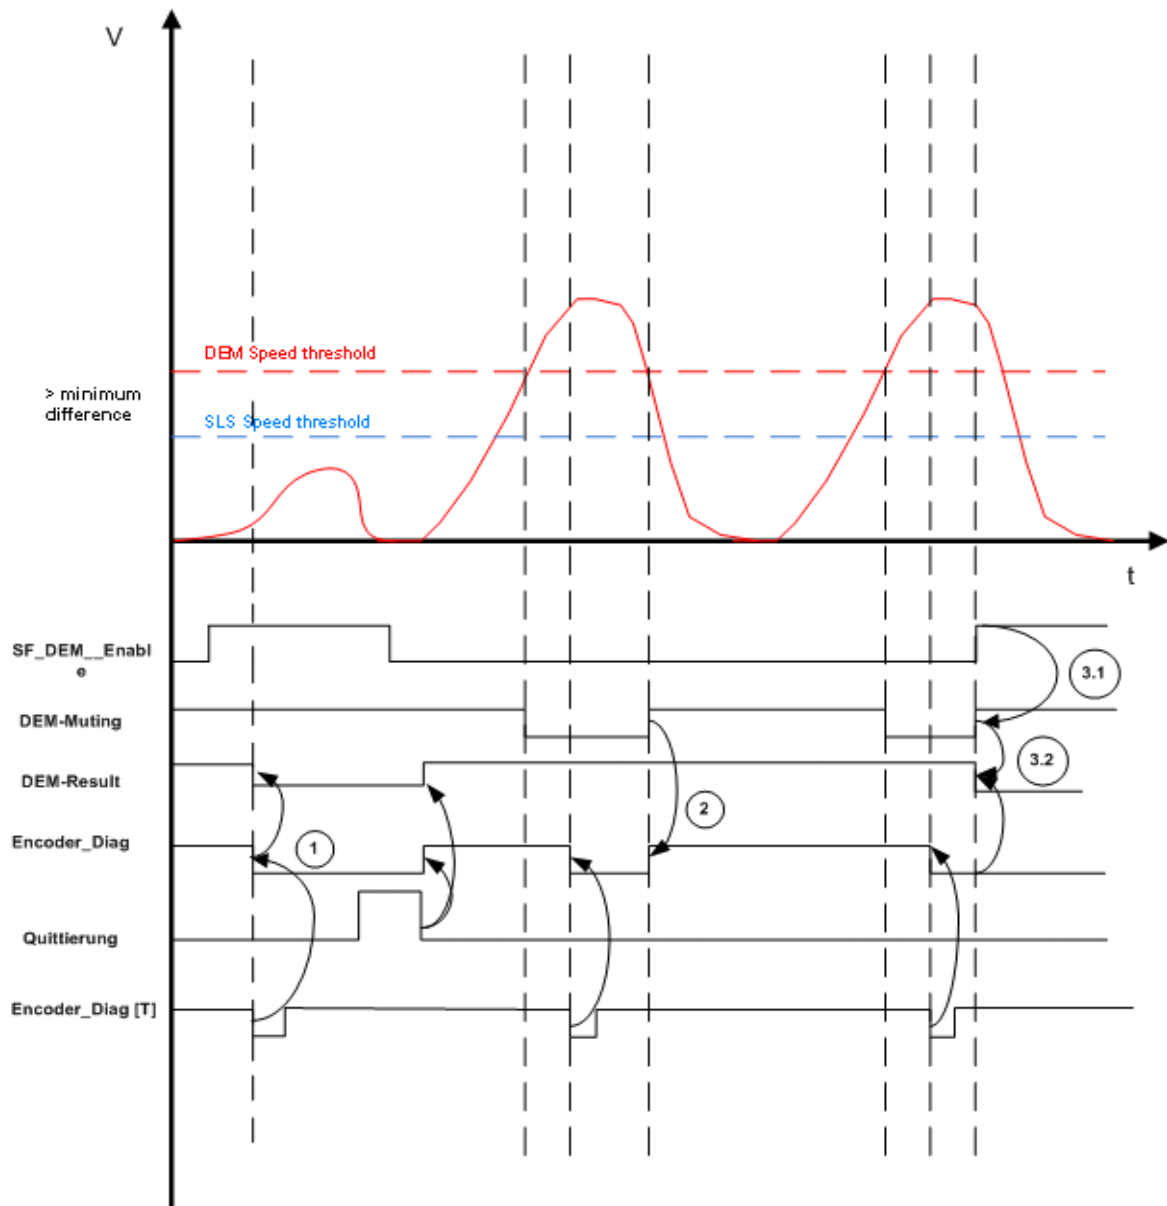 V
DEM Speed threshold
> minimum
difference
SLS Speed threshold
t
SF_DEM__Enabl
e
3.1
DEM-Muting
3.2
DEM-Result
2
Encoder_Diag
1
Quittierung
Encoder_Diag [T]